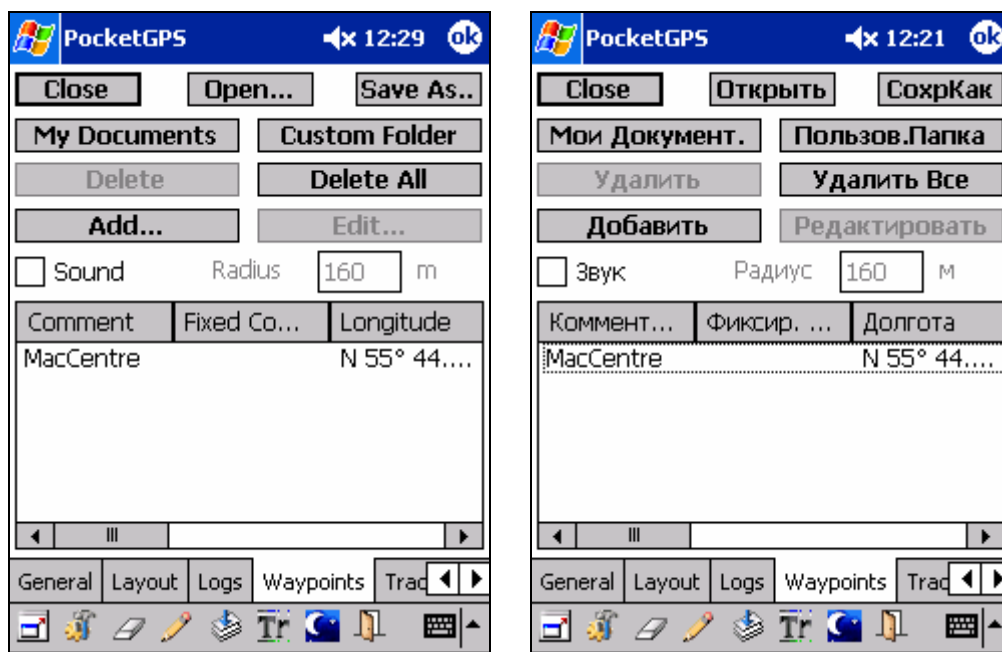 PocketGPS 12:29 ok
Close Open... Save As..
My Documents Custom Folder
Delete Delete All
Add... Edit...
Sound Radius 160 m
Comment Fixed Co... Longitude
MacCentre N 55° 44....
General Layout Logs Waypoints Trac
Tr
PocketGPS 12:21 ok
Close Открыть СохрКак
Мои Документ. Пользов.Папка
Удалить Удалить Все
Добавить Редактировать
Звук Радиус 160 м
Коммент... Фиксир. ... Долгота
MacCentre N 55° 44....
General Layout Logs Waypoints Trac
Tr